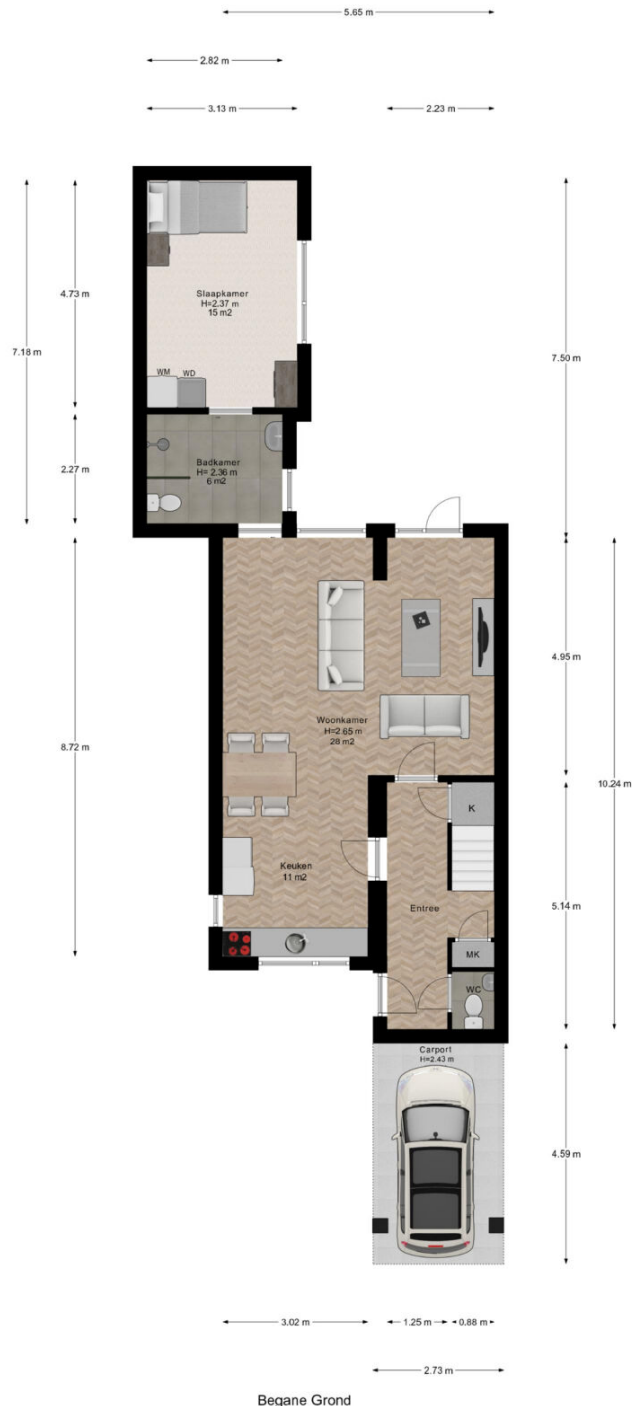 5.65 m
2.82 m
3.13 m
2.23 m
Slaapkamer
H=2.37 m
15 m2
4.73 m
7.18 m
7.50 m
WM
WD
Badkamer
H= 2.36 m
6 m2
2.27 m
4.95 m
Woonkamer
H=2.65 m
28 m2
8.72 m
10.24 m
K
Keuken
11 m2
5.14 m
Entree
MK
WC
Carport
H=2.43 m
4.59 m
3.02 m
1.25 m
0.88 m
2.73 m
Begane Grond